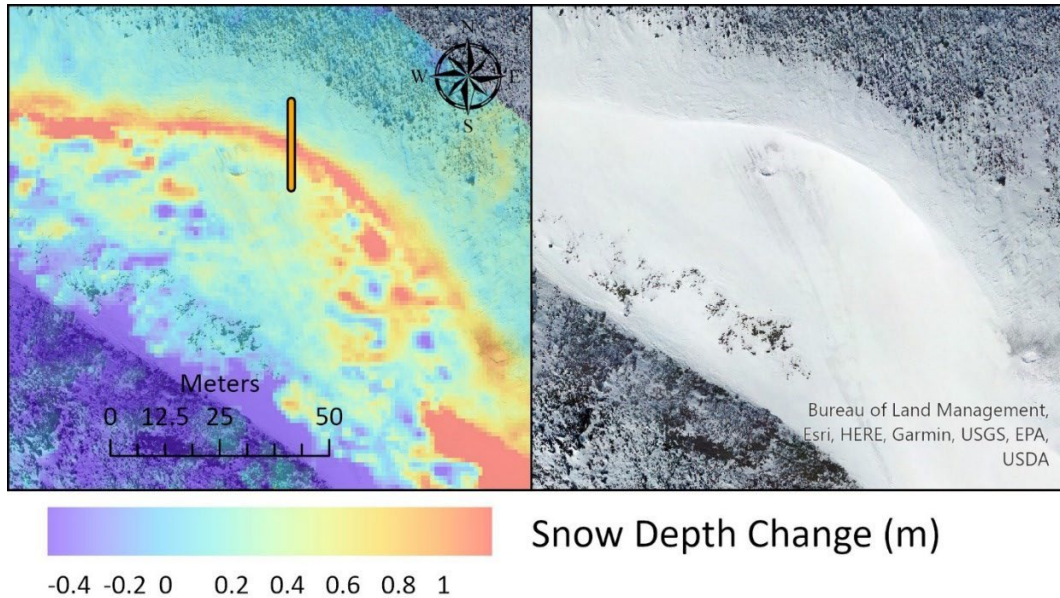 N
W E
S
Meters
0 12.5 25 50
Bureau of Land Management,
Esri, HERE, Garmin, USGS, EPA,
USDA
Snow Depth Change (m)
-0.4 -0.2 0 0.2 0.4 0.6 0.8 1